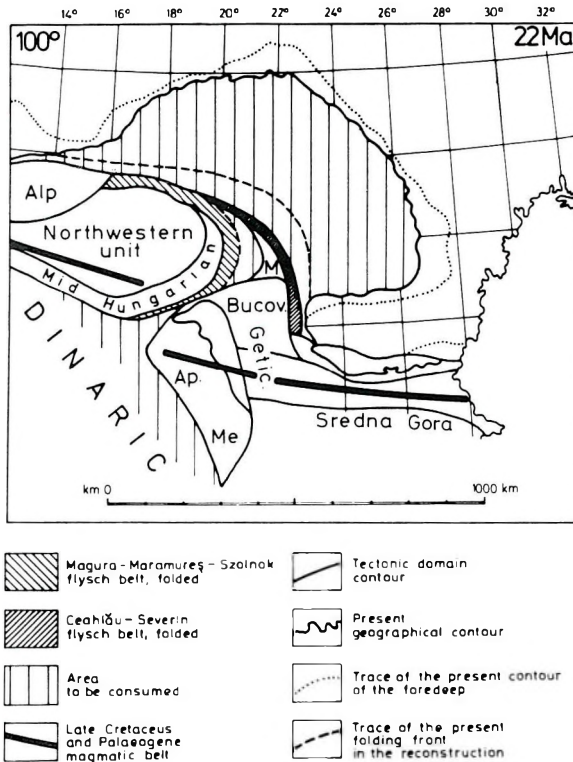 14° 16° 18° 20° 22° 24° 26° 28° 30° 32°
100° 22Ma
Alp
Northwestern
unit
Mid Hungarian
M
Bucov.
Getic
DINARIC
Ap.
Me
Sredna Gora
km 0 1000 km
Magura-Maramureş-Szolnok
flysch belt, folded
Ceahlău-Severin
flysch belt, folded
Area
to be consumed
Late Cretaceus
and Palaeogene
magmatic belt
Tectonic domain
contour
Present
geographical contour
Trace of the present contour
of the foredeep
Trace of the present
folding front
in the reconstruction